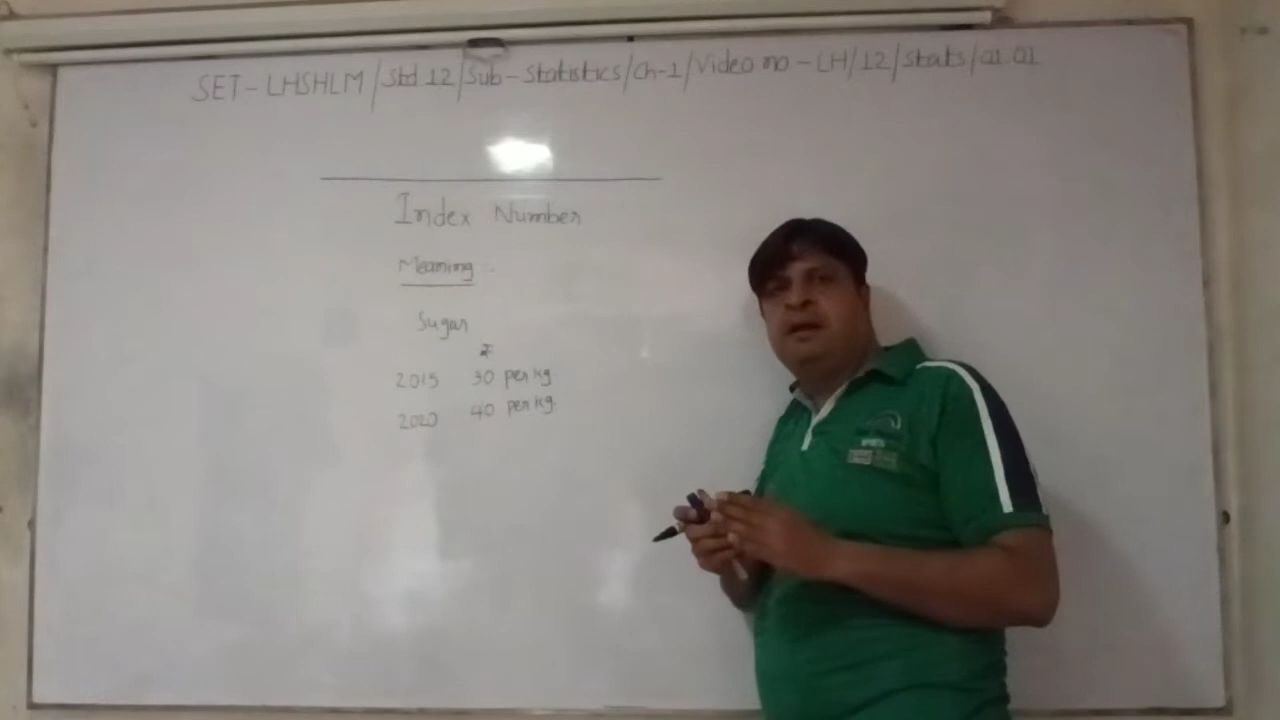 SET - LHSHLM / Std 12 / Sub - Statistics / Ch-1 / Video no - LH / 12 / Stats / 01.01
Index Number
Meaning
Sugar
₹
2015 30 per kg
2020 40 per kg.